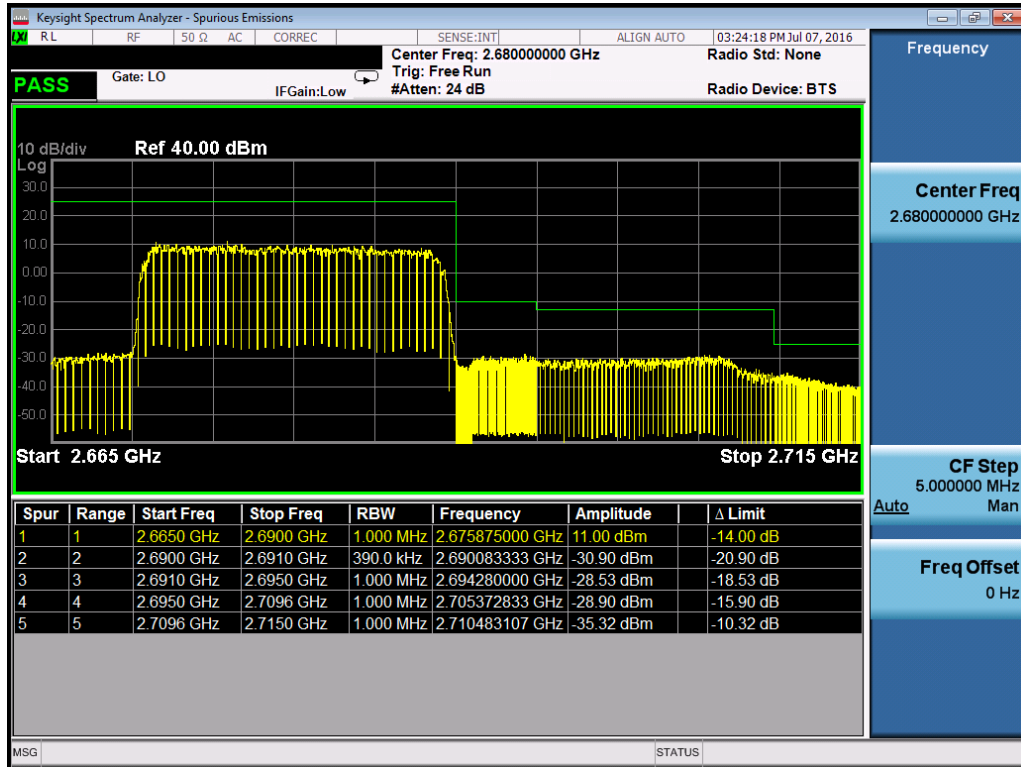 Keysight Spectrum Analyzer - Spurious Emissions
LXI RL RF 50 Ω AC CORREC SENSE:INT ALIGN AUTO 03:24:18 PM Jul 07, 2016
Center Freq: 2.680000000 GHz Radio Std: None
PASS Gate: LO Trig: Free Run
IFGain:Low #Atten: 24 dB Radio Device: BTS
10 dB/div Ref 40.00 dBm
Log
30.0
20.0
10.0
0.00
-10.0
-20.0
-30.0
-40.0
-50.0
Start 2.665 GHz Stop 2.715 GHz
Spur Range Start Freq Stop Freq RBW Frequency Amplitude Δ Limit
1 1 2.6650 GHz 2.6900 GHz 1.000 MHz 2.675875000 GHz 11.00 dBm -14.00 dB
2 2 2.6900 GHz 2.6910 GHz 390.0 kHz 2.690083333 GHz -30.90 dBm -20.90 dB
3 3 2.6910 GHz 2.6950 GHz 1.000 MHz 2.694280000 GHz -28.53 dBm -18.53 dB
4 4 2.6950 GHz 2.7096 GHz 1.000 MHz 2.705372833 GHz -28.90 dBm -15.90 dB
5 5 2.7096 GHz 2.7150 GHz 1.000 MHz 2.710483107 GHz -35.32 dBm -10.32 dB
MSG STATUS
Frequency
Center Freq
2.680000000 GHz
CF Step
5.000000 MHz
Auto Man
Freq Offset
0 Hz